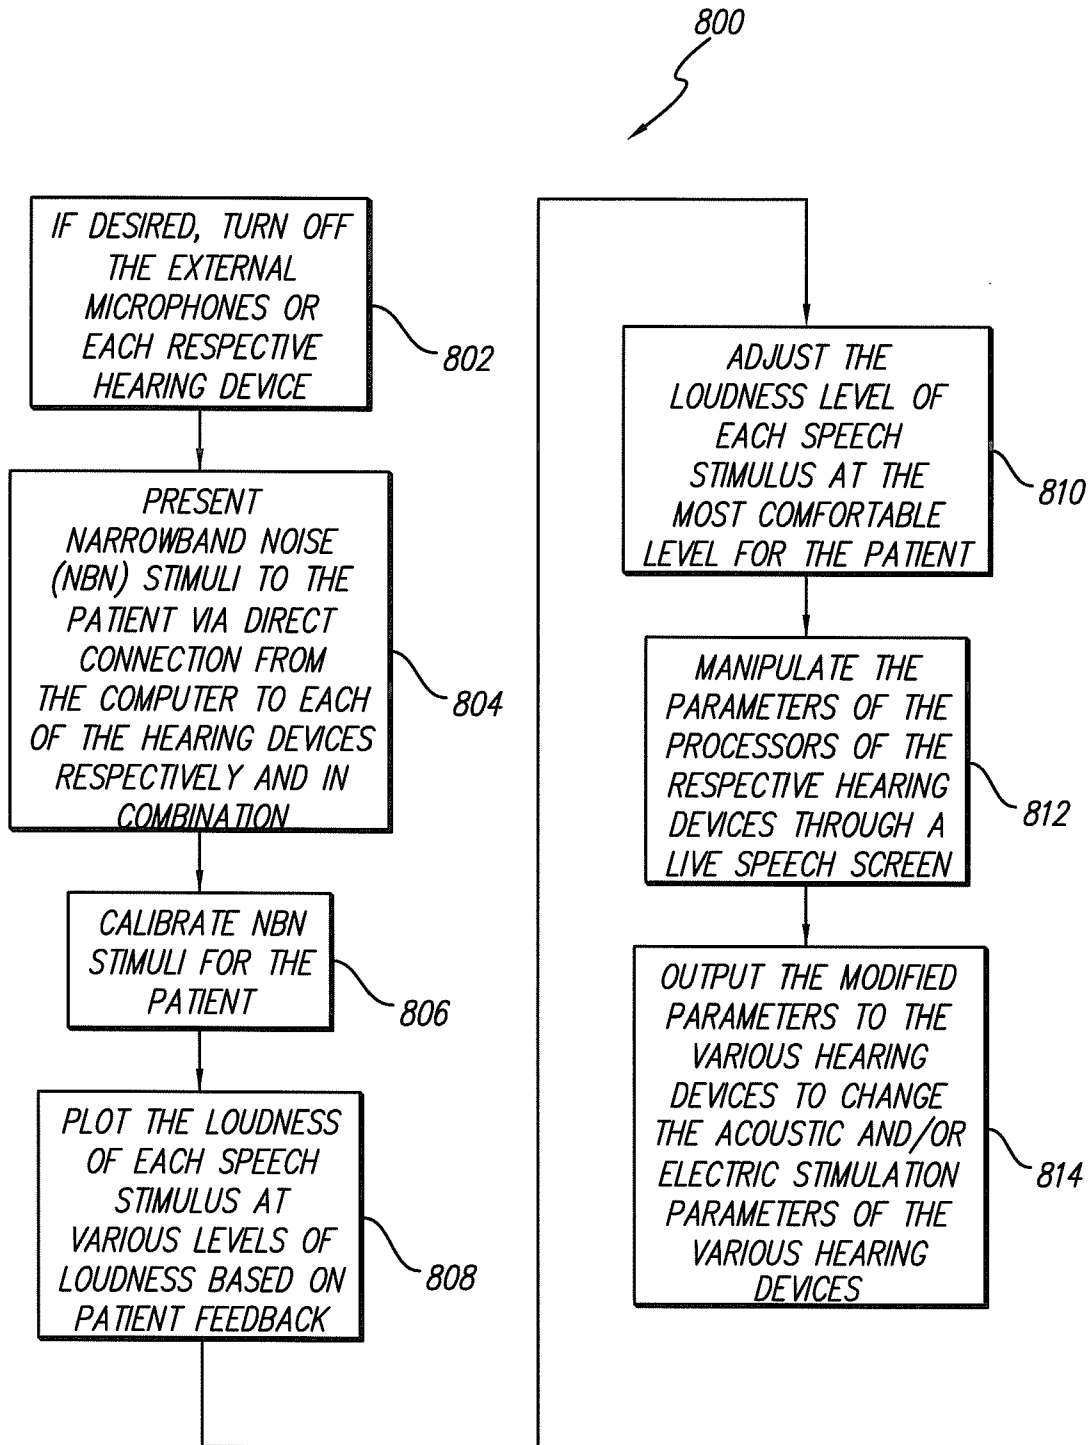 800
IF DESIRED, TURN OFF
THE EXTERNAL
MICROPHONES OR
EACH RESPECTIVE
HEARING DEVICE
802
PRESENT
NARROWBAND NOISE
(NBN) STIMULI TO THE
PATIENT VIA DIRECT
CONNECTION FROM
THE COMPUTER TO EACH
OF THE HEARING DEVICES
RESPECTIVELY AND IN
COMBINATION
804
CALIBRATE NBN
STIMULI FOR THE
PATIENT
806
PLOT THE LOUDNESS
OF EACH SPEECH
STIMULUS AT
VARIOUS LEVELS OF
LOUDNESS BASED ON
PATIENT FEEDBACK
808
ADJUST THE
LOUDNESS LEVEL OF
EACH SPEECH
STIMULUS AT THE
MOST COMFORTABLE
LEVEL FOR THE PATIENT
810
MANIPULATE THE
PARAMETERS OF THE
PROCESSORS OF THE
RESPECTIVE HEARING
DEVICES THROUGH A
LIVE SPEECH SCREEN
812
OUTPUT THE MODIFIED
PARAMETERS TO THE
VARIOUS HEARING
DEVICES TO CHANGE
THE ACOUSTIC AND/OR
ELECTRIC STIMULATION
PARAMETERS OF THE
VARIOUS HEARING
DEVICES
814